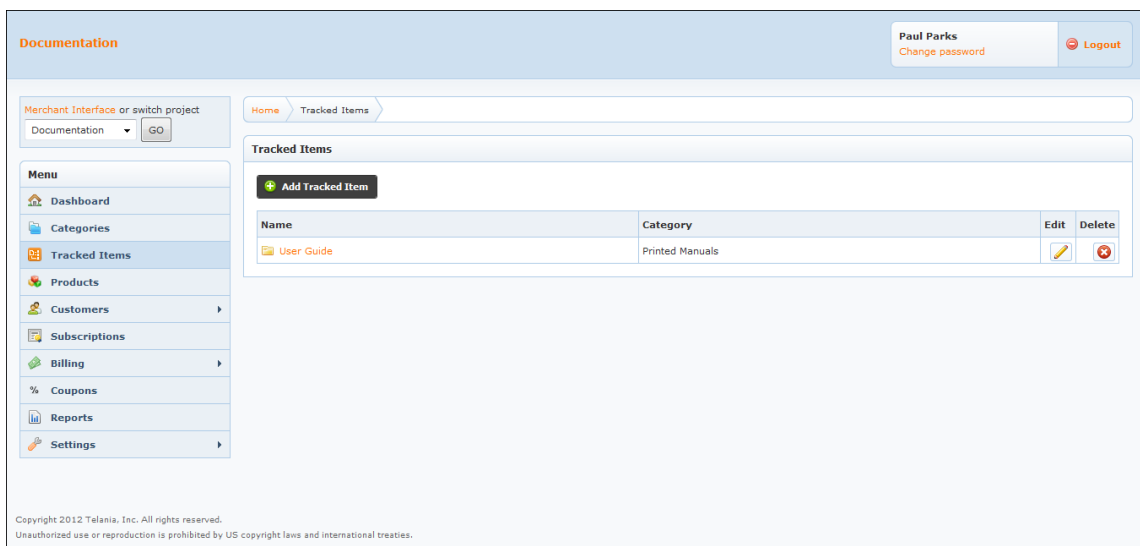 Documentation
Paul Parks
Change password
Logout
Merchant Interface or switch project
Documentation GO
Home Tracked Items
Tracked Items
Menu
Dashboard
Categories
Tracked Items
Products
Customers
Subscriptions
Billing
% Coupons
Reports
Settings
Add Tracked Item
Name Category Edit Delete
User Guide Printed Manuals
Copyright 2012 Telania, Inc. All rights reserved.
Unauthorized use or reproduction is prohibited by US copyright laws and international treaties.